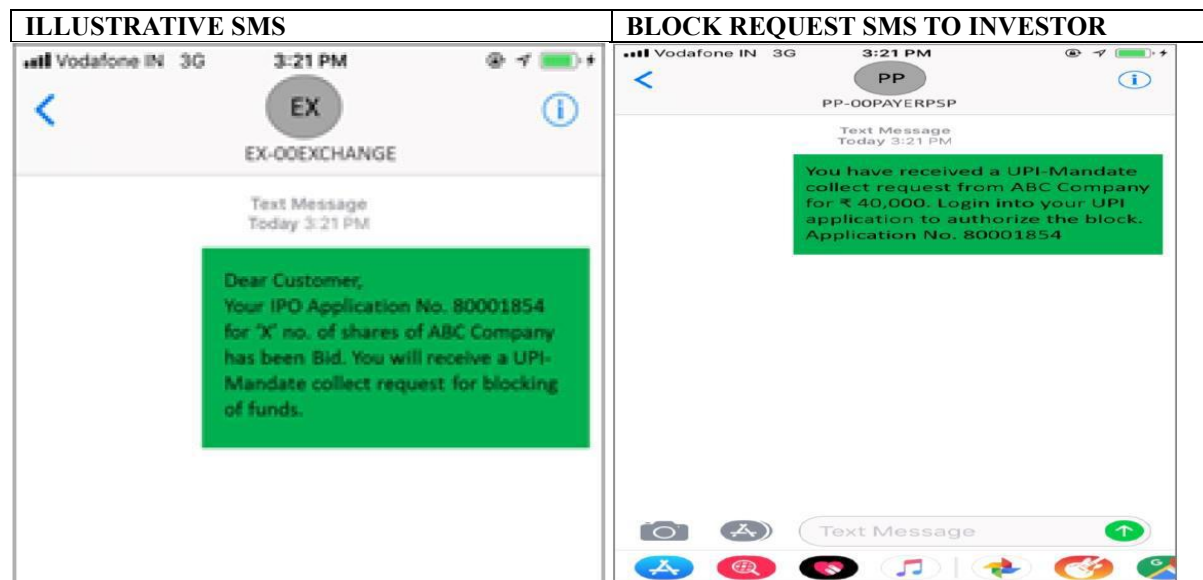 ILLUSTRATIVE SMS
BLOCK REQUEST SMS TO INVESTOR
Vodafone IN 3G 3:21 PM
EX
EX-00EXCHANGE
Text Message
Today 3:21 PM
Dear Customer,
Your IPO Application No. 80001854
for 'X' no. of shares of ABC Company
has been Bid. You will receive a UPI-
Mandate collect request for blocking
of funds.
Vodafone IN 3G 3:21 PM
PP
PP-00PAYERPSP
Text Message
Today 3:21 PM
You have received a UPI-Mandate
collect request from ABC Company
for ₹ 40,000. Login into your UPI
application to authorize the block.
Application No. 80001854
Text Message